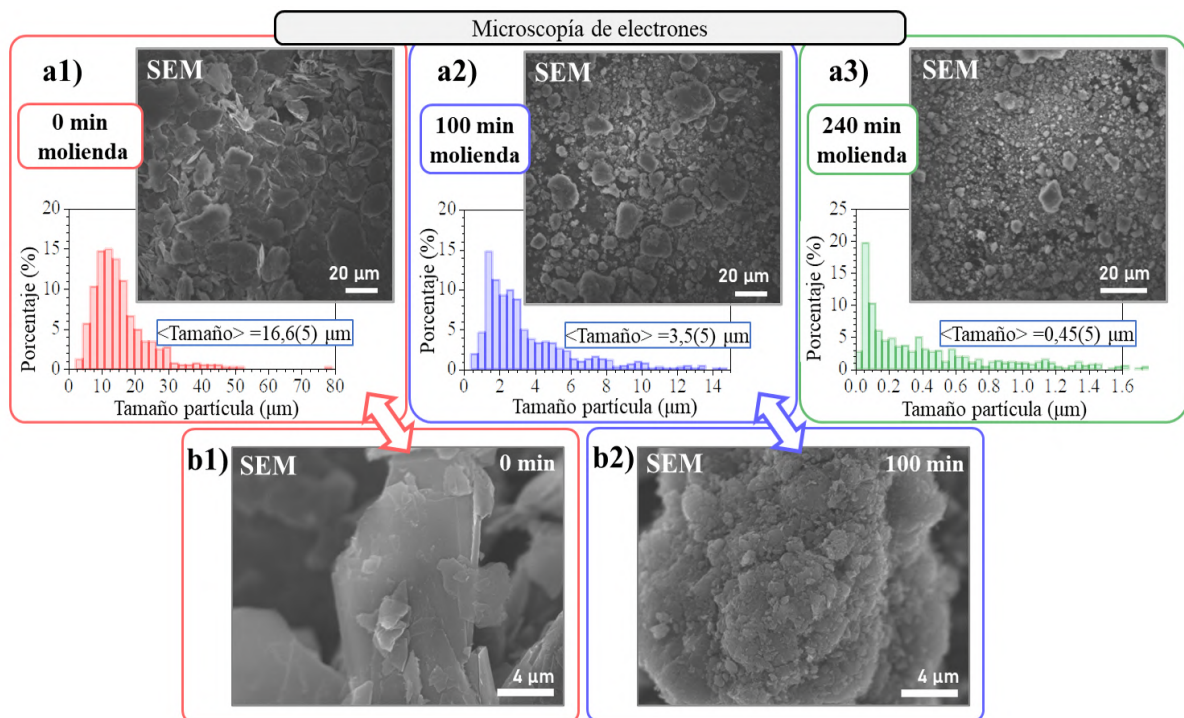 Microscopía de electrones
a1)
SEM
0 min
molienda
20 μm
Porcentaje (%)
20
15
10
5
0
<Tamaño> =16,6(5) μm
0 10 20 30 40 50 60 70 80
Tamaño partícula (μm)
a2)
SEM
100 min
molienda
20 μm
Porcentaje (%)
20
15
10
5
0
<Tamaño> =3,5(5) μm
0 2 4 6 8 10 12 14
Tamaño partícula (μm)
a3)
SEM
240 min
molienda
20 μm
Porcentaje (%)
25
20
15
10
5
0
<Tamaño> =0,45(5) μm
0.0 0.2 0.4 0.6 0.8 1.0 1.2 1.4 1.6
Tamaño partícula (μm)
b1)
SEM
0 min
4 μm
b2)
SEM
100 min
4 μm